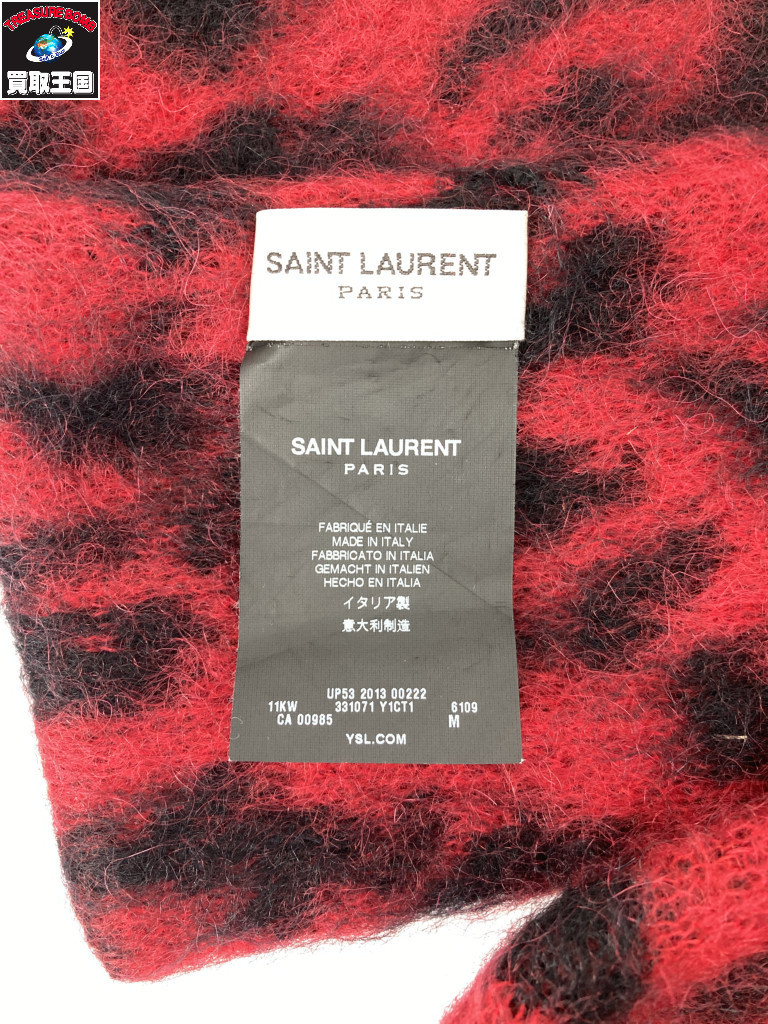 TREASURE BOMB
買取王国
SAINT LAURENT
PARIS
SAINT LAURENT
PARIS
FABRIQUÉ EN ITALIE
MADE IN ITALY
FABBRICATO IN ITALIA
GEMACHT IN ITALIEN
HECHO EN ITALIA
イタリア製
意大利制造
UP53 2013 00222
11KW 331071 Y1CT1 6109
CA 00985 M
YSL.COM